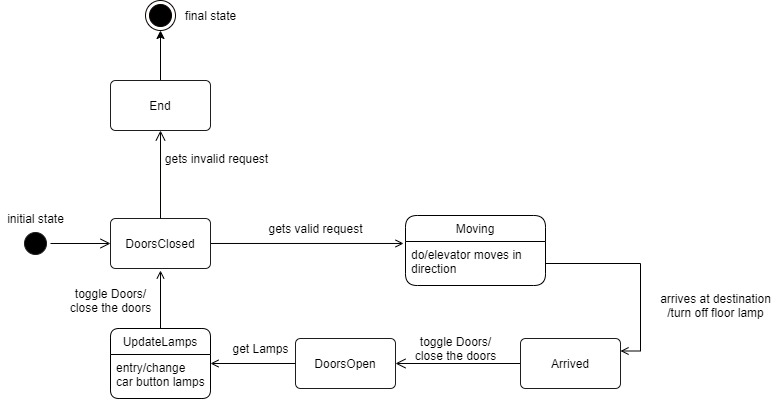 final state
End
gets invalid request
initial state
DoorsClosed
gets valid request
Moving
do/elevator moves in
direction
arrives at destination
/turn off floor lamp
toggle Doors/
close the doors
UpdateLamps
entry/change
car button lamps
get Lamps
DoorsOpen
toggle Doors/
close the doors
Arrived